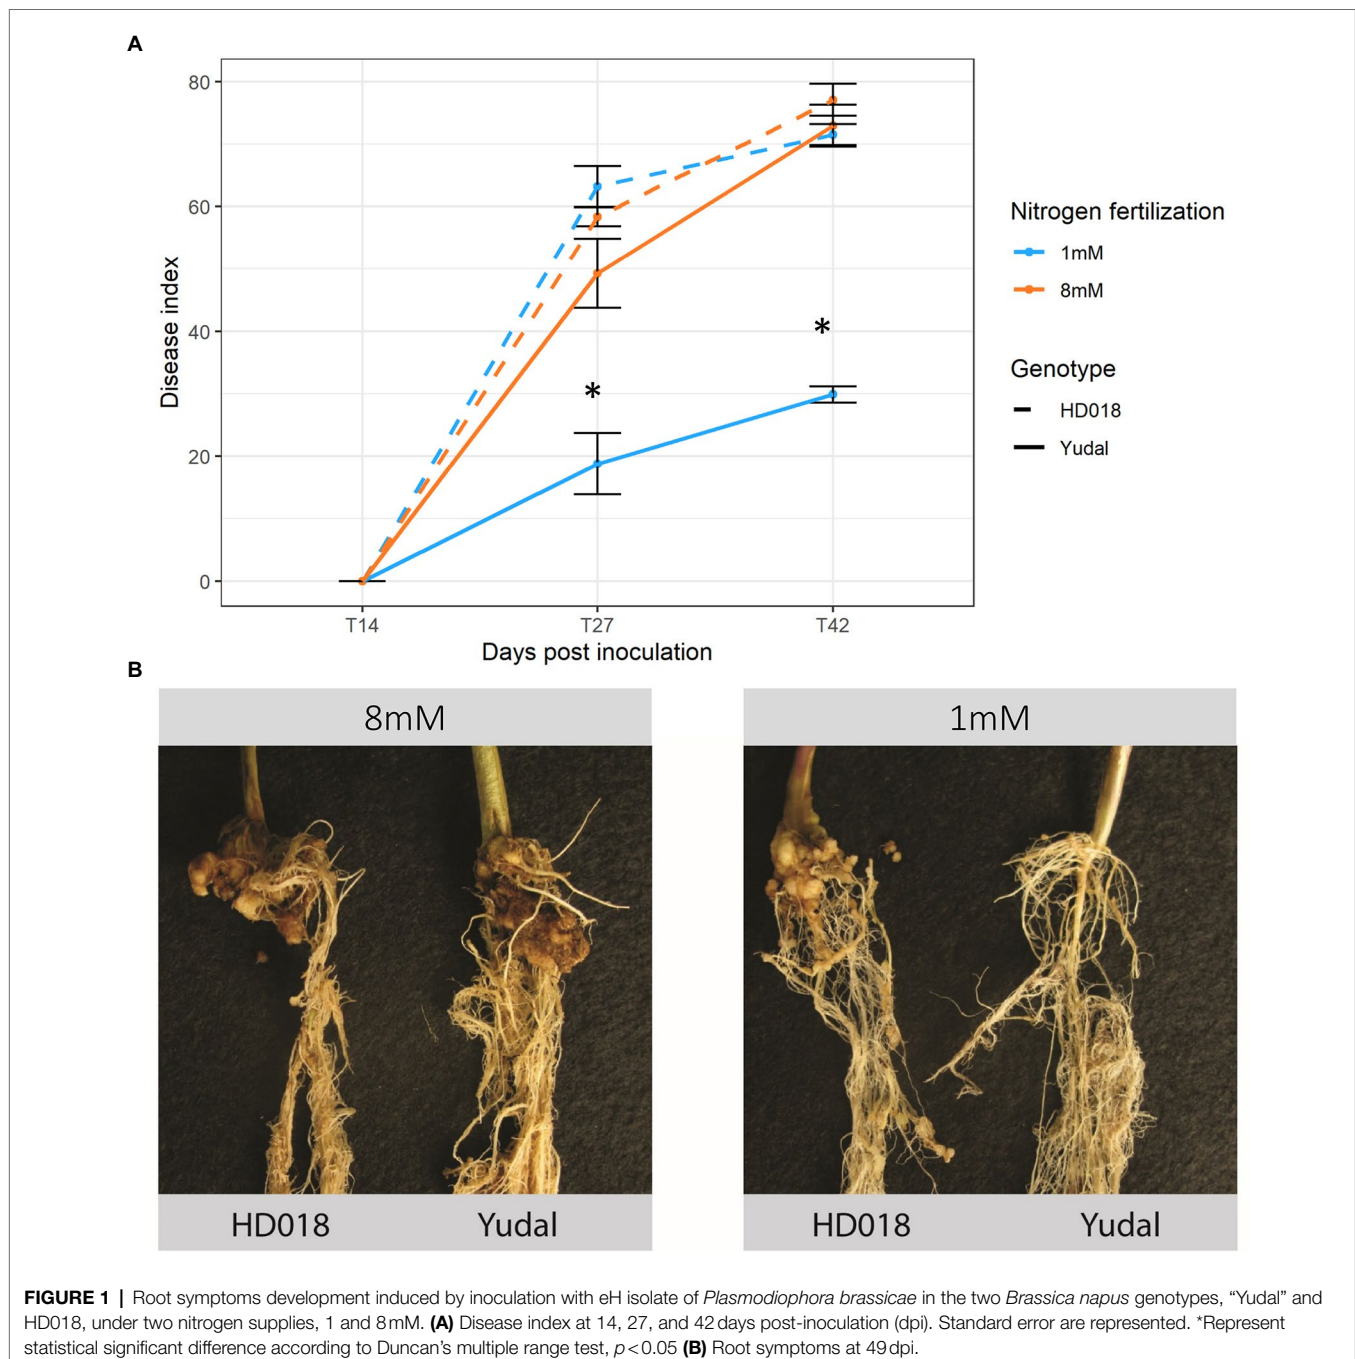 A
80
60
40
20
0
Disease index
*
*
T14 T27 T42
Days post inoculation
Nitrogen fertilization
1mM
8mM
Genotype
HD018
Yudal
B
8mM 1mM
HD018 Yudal HD018 Yudal
FIGURE 1 | Root symptoms development induced by inoculation with eH isolate of Plasmodiophora brassicae in the two Brassica napus genotypes, “Yudal” and
HD018, under two nitrogen supplies, 1 and 8 mM. (A) Disease index at 14, 27, and 42 days post-inoculation (dpi). Standard error are represented. *Represent
statistical significant difference according to Duncan’s multiple range test, p < 0.05 (B) Root symptoms at 49 dpi.